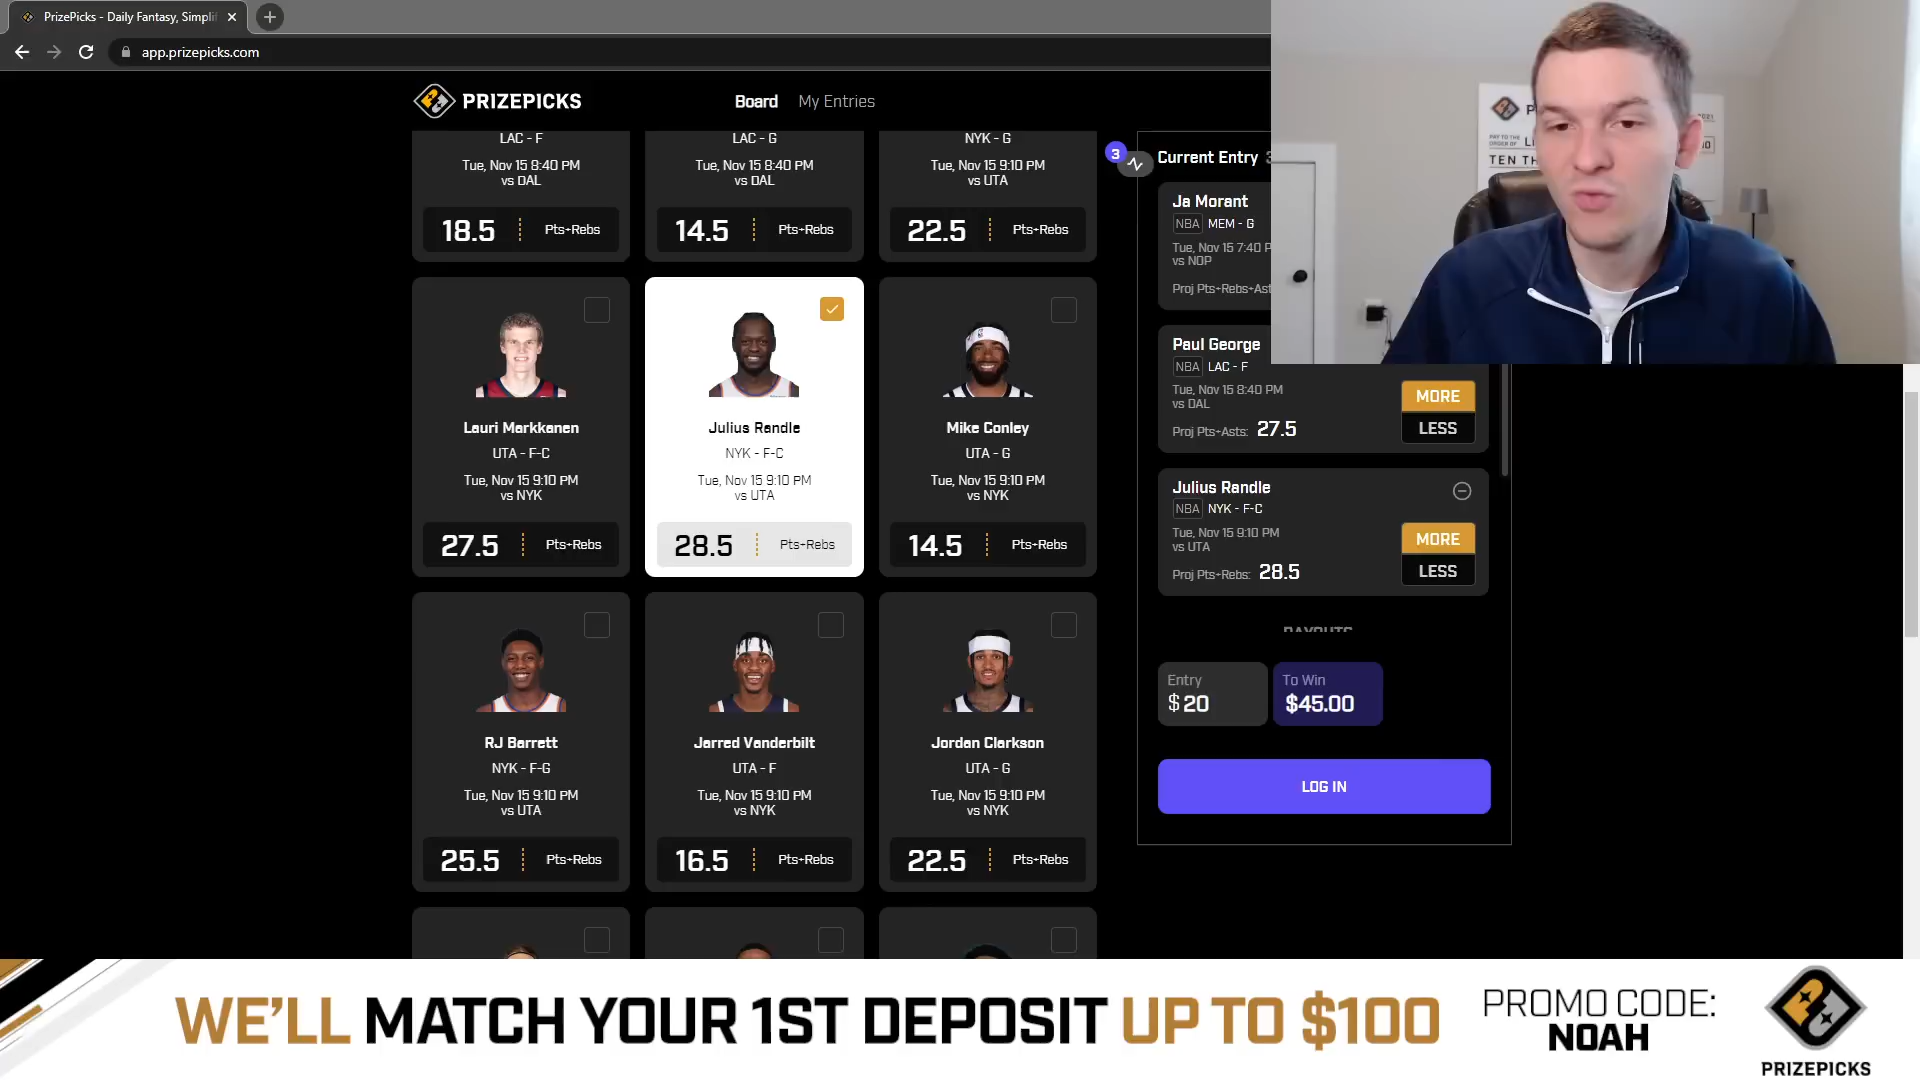 PrizePicks - Daily Fantasy, Simplif
app.prizepicks.com
PRIZEPICKS
Board
My Entries
LAC - F
Tue, Nov 15 8:40 PM
vs DAL
18.5
Pts+Rebs
LAC - G
Tue, Nov 15 8:40 PM
vs DAL
14.5
Pts+Rebs
NYK - G
Tue, Nov 15 9:10 PM
vs UTA
22.5
Pts+Rebs
Lauri Markkanen
UTA - F-C
Tue, Nov 15 9:10 PM
vs NYK
27.5
Pts+Rebs
Julius Randle
NYK - F-C
Tue, Nov 15 9:10 PM
vs UTA
28.5
Pts+Rebs
Mike Conley
UTA - G
Tue, Nov 15 9:10 PM
vs NYK
14.5
Pts+Rebs
RJ Barrett
NYK - F-G
Tue, Nov 15 9:10 PM
vs UTA
25.5
Pts+Rebs
Jarred Vanderbilt
UTA - F
Tue, Nov 15 9:10 PM
vs NYK
16.5
Pts+Rebs
Jordan Clarkson
UTA - G
Tue, Nov 15 9:10 PM
vs NYK
22.5
Pts+Rebs
3
Current Entry
Ja Morant
NBA MEM - G
Tue, Nov 15 7:40 P
vs NOP
Proj Pts+Rebs+Ast
Paul George
NBA LAC - F
Tue, Nov 15 8:40 PM
vs DAL
Proj Pts+Asts: 27.5
MORE
LESS
Julius Randle
NBA NYK - F-C
Tue, Nov 15 9:10 PM
vs UTA
Proj Pts+Rebs: 28.5
MORE
LESS
PAYOUTS
Entry
$20
To Win
$45.00
LOG IN
PAY TO THE
ORDER OF
TEN TH
2021
WE'LL MATCH YOUR 1ST DEPOSIT UP TO $100
PROMO CODE:
NOAH
PRIZEPICKS